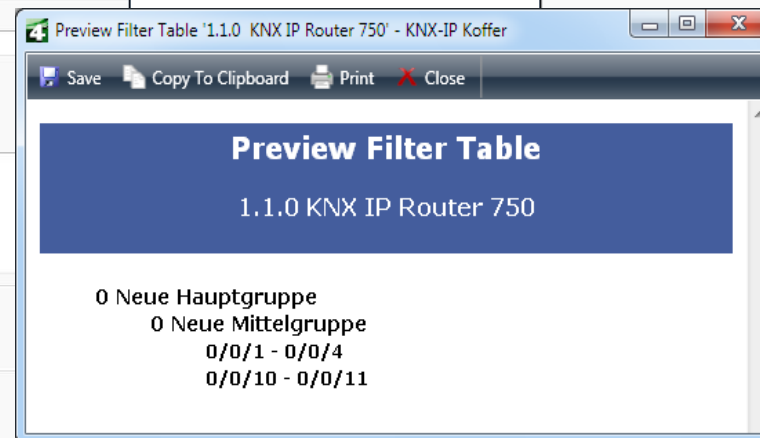 4 Preview Filter Table '1.1.0 KNX IP Router 750' - KNX-IP Koffer
Save Copy To Clipboard Print Close
Preview Filter Table
1.1.0 KNX IP Router 750
0 Neue Hauptgruppe
0 Neue Mittelgruppe
0/0/1 - 0/0/4
0/0/10 - 0/0/11